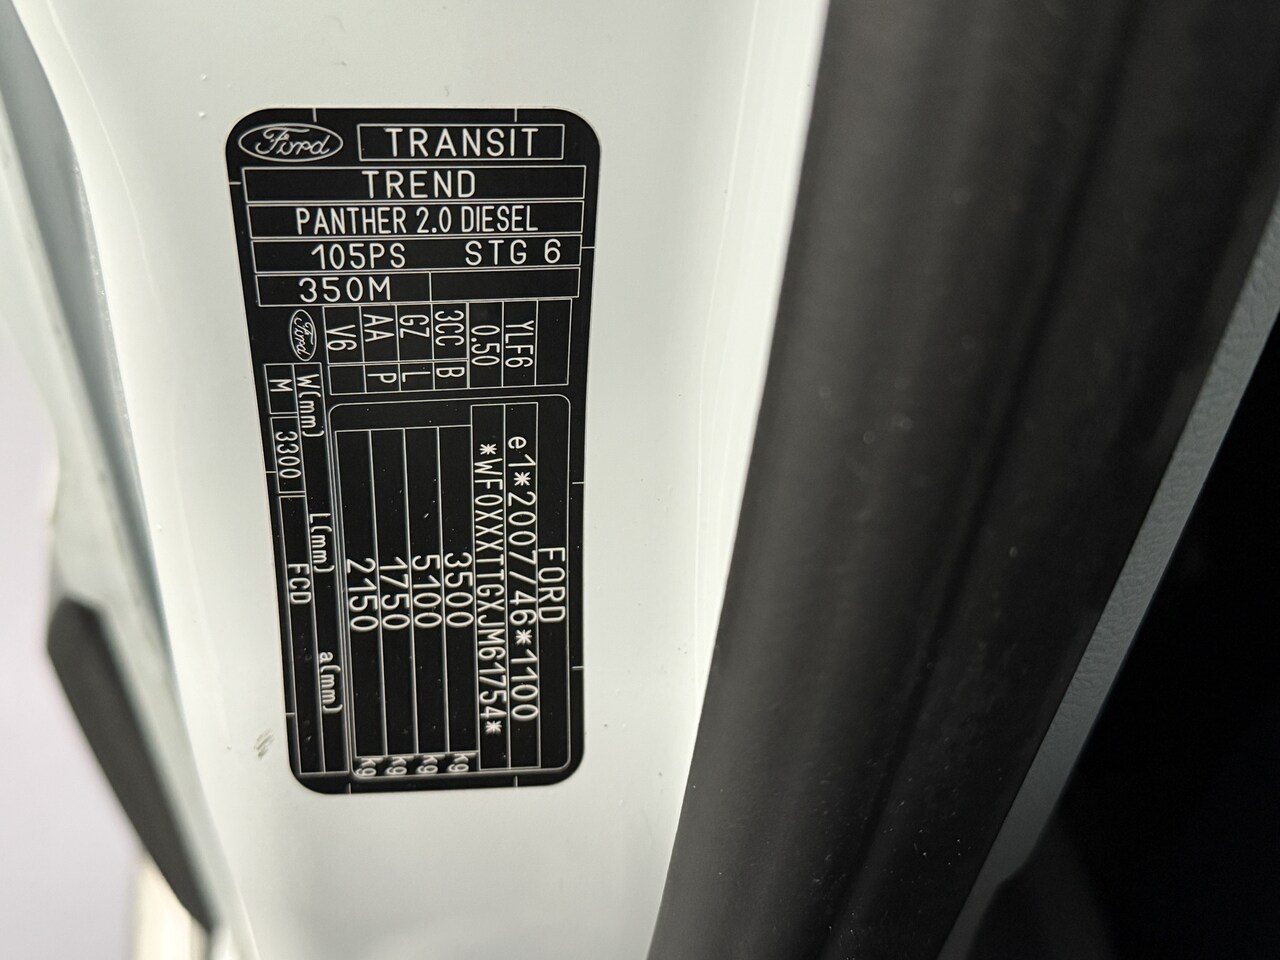 Ford TRANSIT
TREND
PANTHER 2.0 DIESEL
105PS STG 6
350M
YLF6
0.50
3CC B
GZ L
AA P
V6
Ford
FORD
e1*2007/46*1100
*WF0XXXTTGXJM61754*
3500 kg
5100 kg
1750 kg
2150 kg
W(mm) L(mm) a(mm)
M 3300 FCD